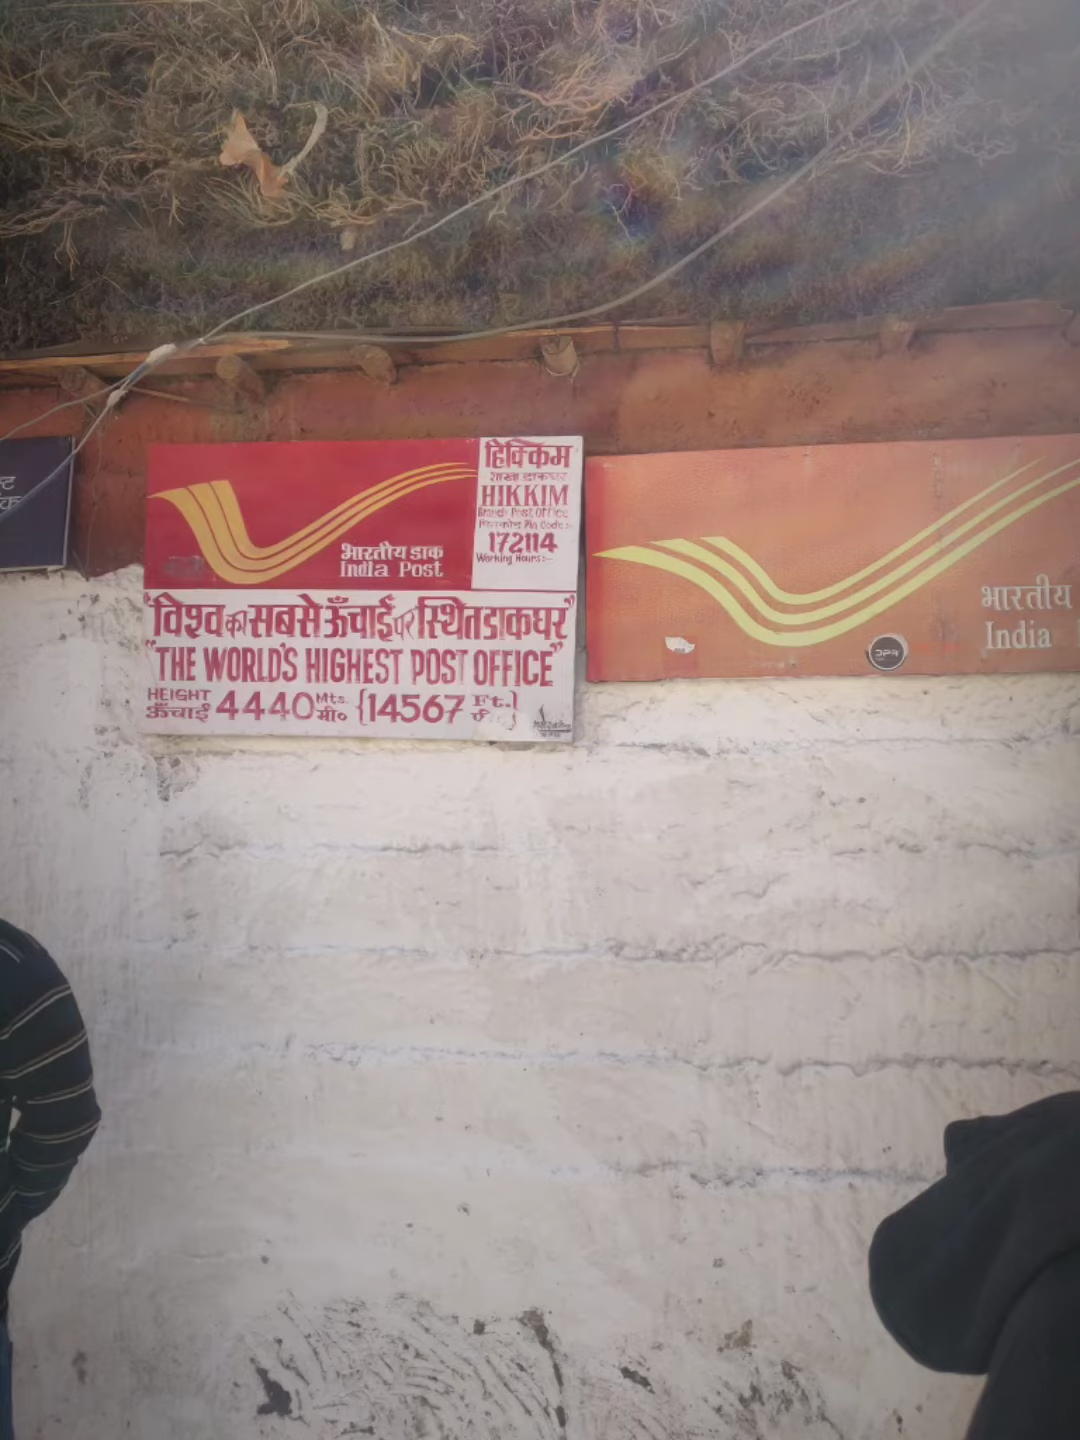 भारतीय डाक
India Post
हिक्किम
शाखा डाकघर
HIKKIM
Branch Post Office
पिनकोड Pin Code:-
172114
Working Hours:-
"विश्व का सबसे ऊँचाई पर स्थित डाकघर"
"THE WORLD'S HIGHEST POST OFFICE"
HEIGHT
ऊँचाई 4440 Mts. मी० {14567 Ft.}
भारतीय
India